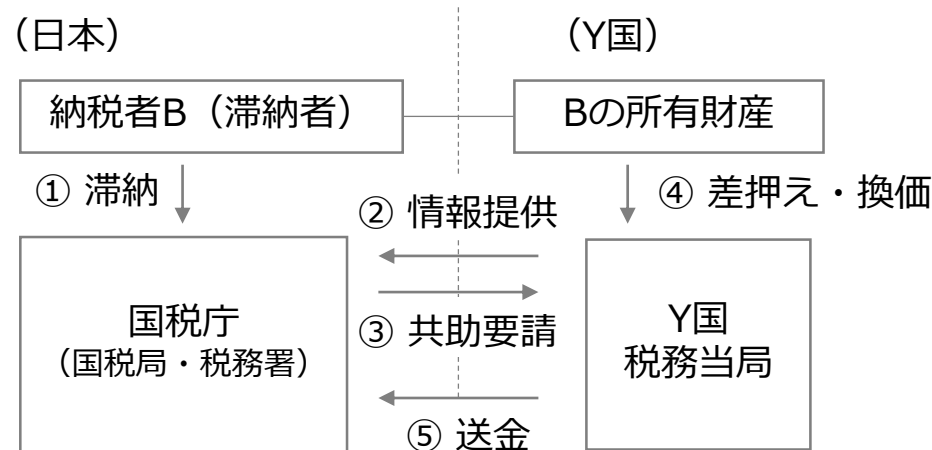 （日本）
（Y国）
納税者B（滞納者）
Bの所有財産
① 滞納
④ 差押え・換価
② 情報提供
国税庁
（国税局・税務署）
③ 共助要請
Y国
税務当局
⑤ 送金